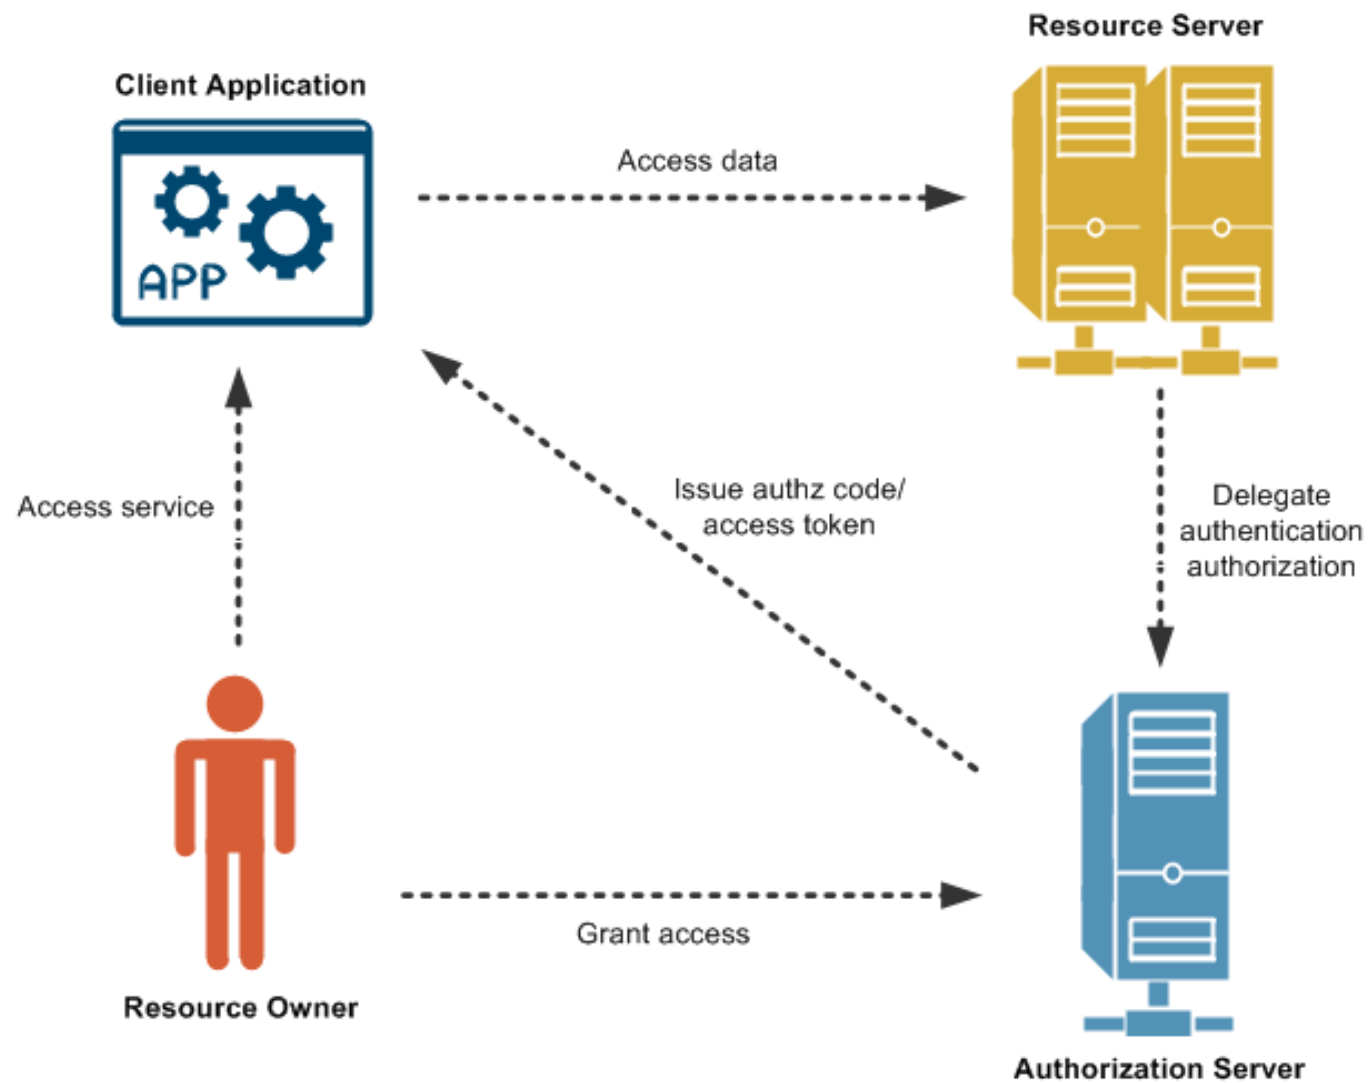 Resource Server
Client Application
Access data
APP
Issue authz code/
access token
Access service
Delegate
authentication
authorization
Grant access
Resource Owner
Authorization Server